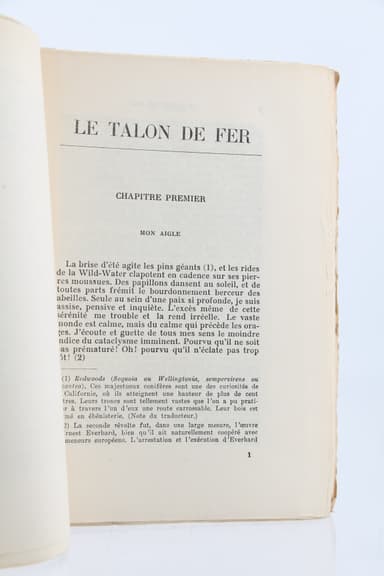 LE TALON DE FER
CHAPITRE PREMIER
MON AIGLE
La brise d'été agite les pins géants (1), et les rides
de la Wild-Water clapotent en cadence sur ses pier-
res moussues. Des papillons dansent au soleil, et de
toutes parts frémit le bourdonnement berceur des
abeilles. Seule au sein d'une paix si profonde, je suis
assise, pensive et inquiète. L'excès même de cette
sérénité me trouble et la rend irréelle. Le vaste
monde est calme, mais du calme qui précède les ora-
ges. J'écoute et guette de tous mes sens le moindre
indice du cataclysme imminent. Pourvu qu'il ne soit
pas prématuré! Oh! pourvu qu'il n'éclate pas trop
tôt! (2)
(1) Redwoods (Sequoia ou Wellingtonia, sempervirens ou
). Ces majestueux conifères sont une des curiosités de
Californie, où ils atteignent une hauteur de plus de cent
tres. Leurs troncs sont tellement vastes que l'on a pu prati-
er à travers l'un d'eux une route carrossable. Leur bois est
mé en ébénisterie. (Note du traducteur.)
2) La seconde révolte fut, dans une large mesure, l'œuvre
Ernest Everhard, bien qu'il ait naturellement coopéré avec
meneurs européens. L'arrestation et l'exécution d'Everhard
1